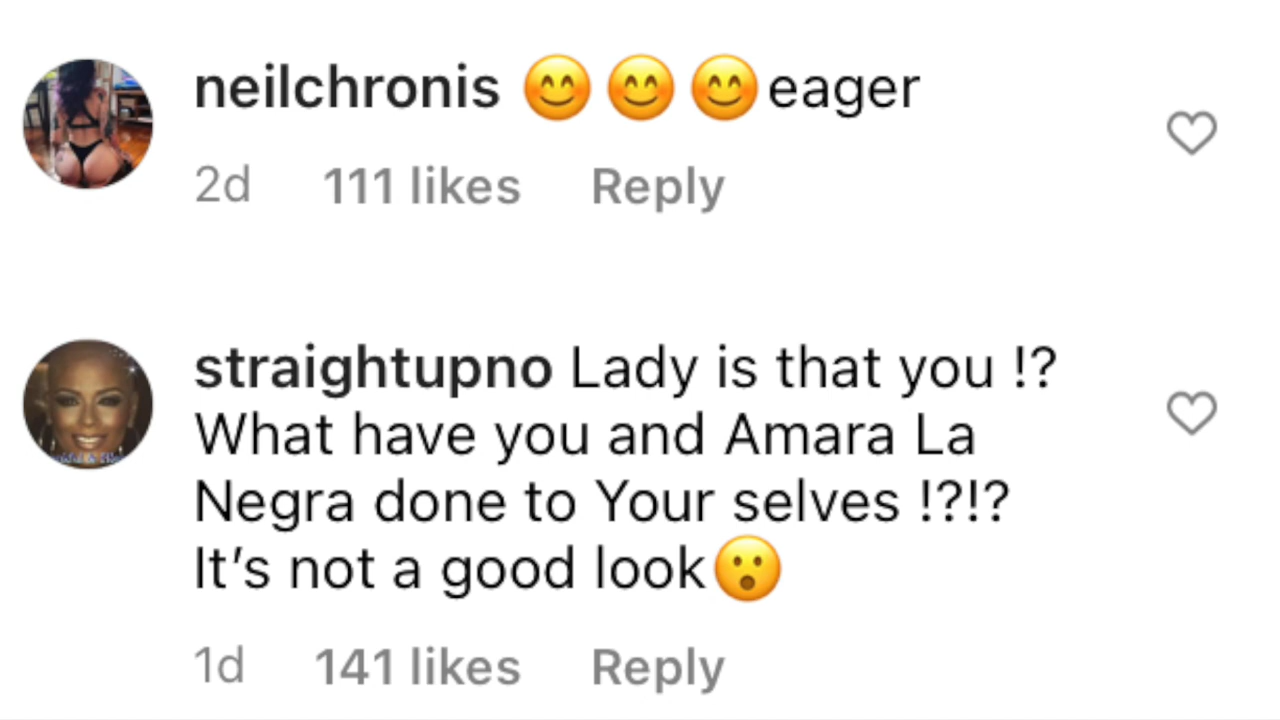 neilchronis 😊😊😊eager
2d 111 likes Reply
straightupno Lady is that you !?
What have you and Amara La
Negra done to Your selves !?!?
It’s not a good look😮
1d 141 likes Reply